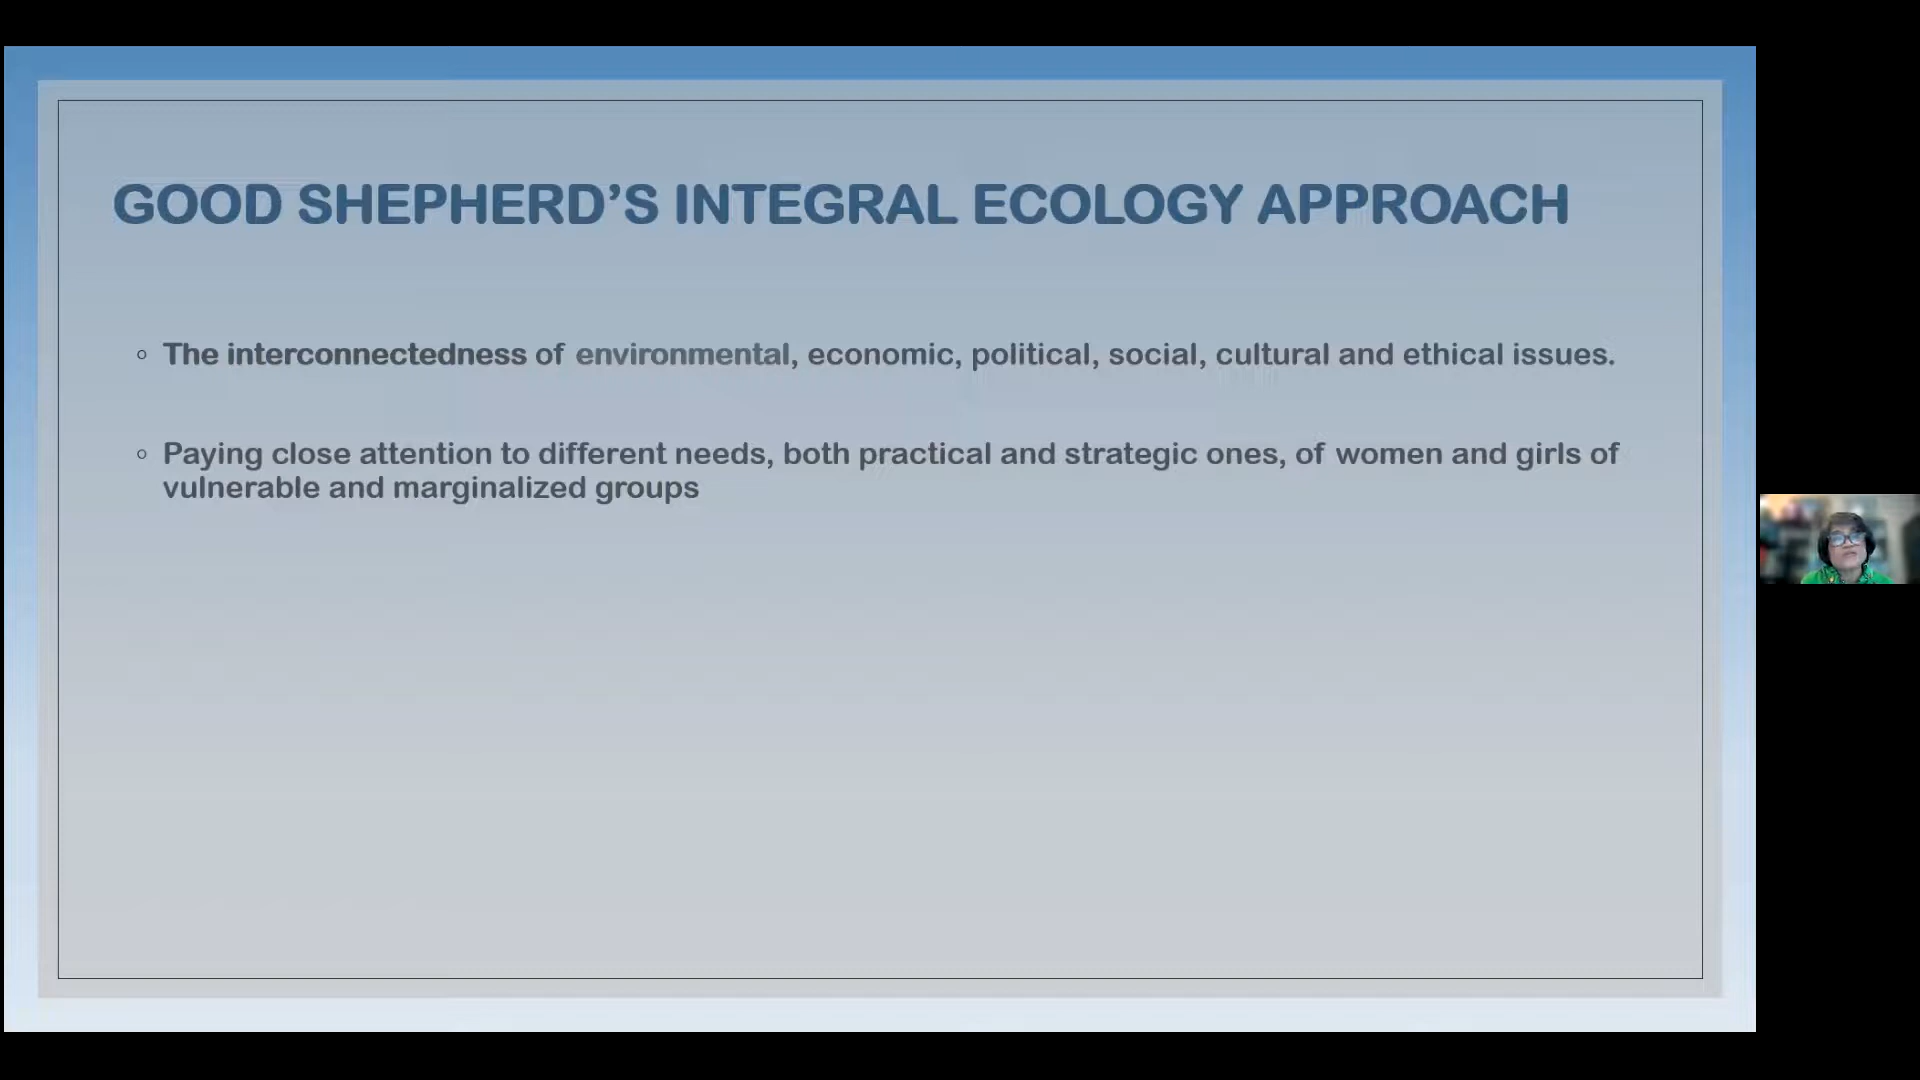 GOOD SHEPHERD’S INTEGRAL ECOLOGY APPROACH
◦ The interconnectedness of environmental, economic, political, social, cultural and ethical issues.
◦ Paying close attention to different needs, both practical and strategic ones, of women and girls of
vulnerable and marginalized groups